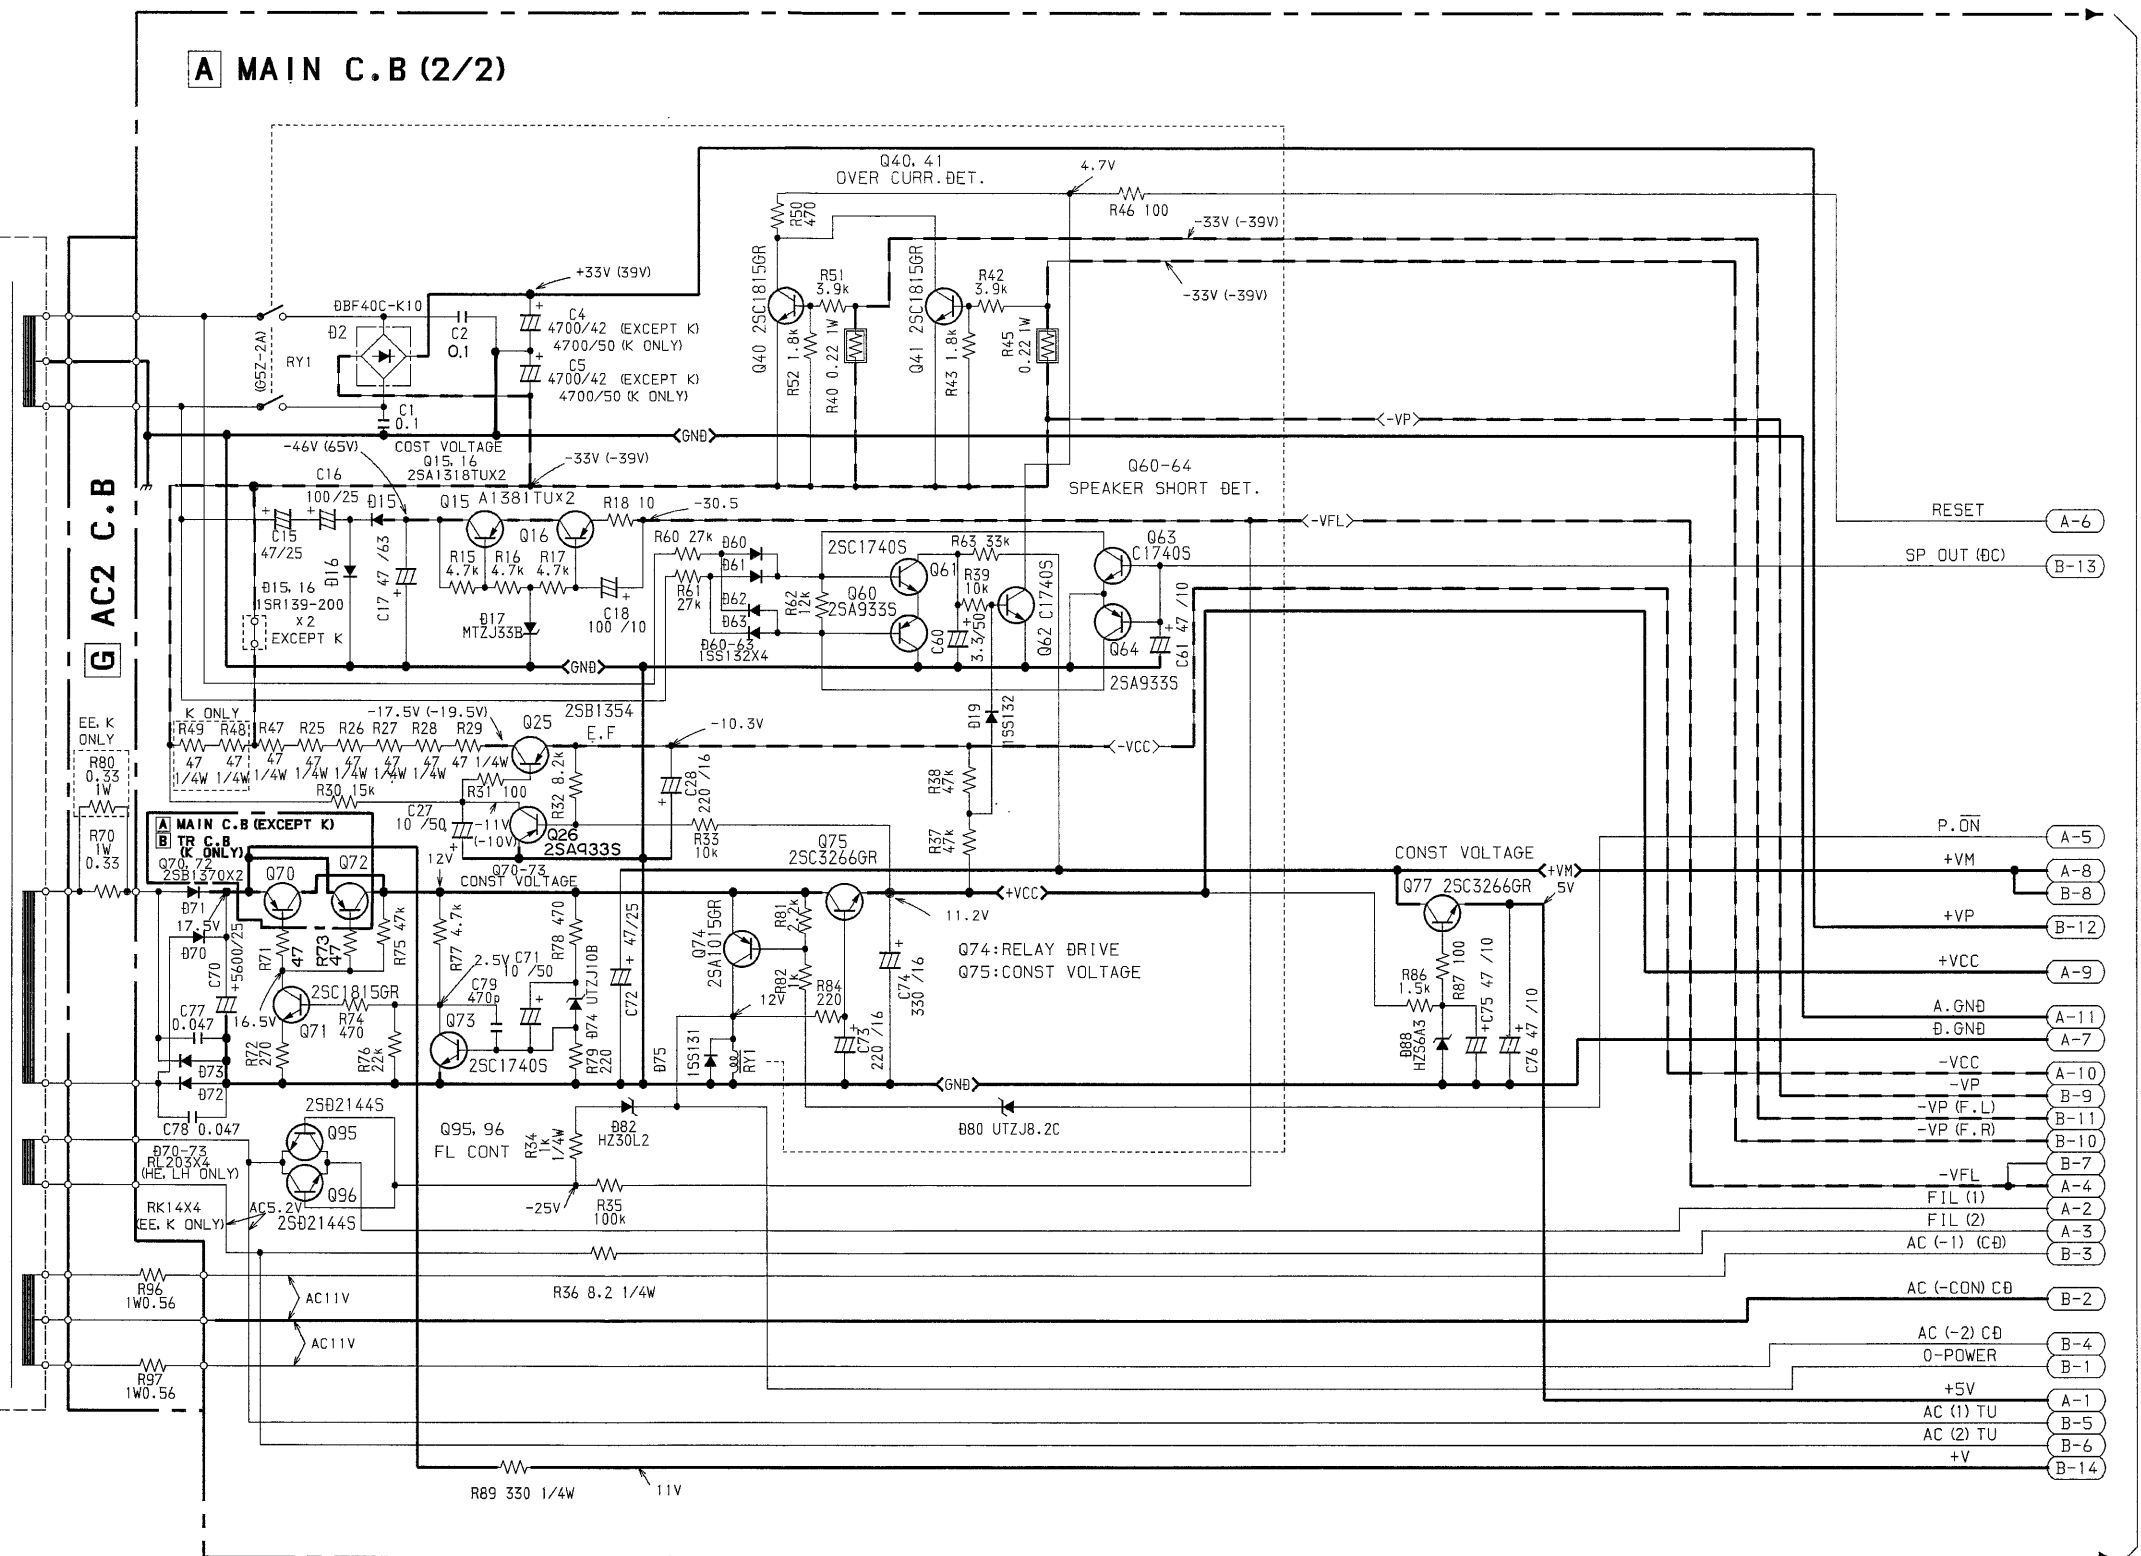 A MAIN C.B (2/2)
G AC2 C.B
Q40, 41
OVER CURR.DET.
4.7V
R46 100
R50
470
-33V (-39V)
-33V (-39V)
+33V (39V)
DBF40C-K10
D2
C2
0.1
C4
4700/42 (EXCEPT K)
4700/50 (K ONLY)
C5
4700/42 (EXCEPT K)
4700/50 (K ONLY)
(G5Z-2A)
RY1
C1
0.1
Q40 2SC1815GR
R51
3.9k
R52 1.8k
R40 0.22 1W
Q41 2SC1815GR
R42
3.9k
R43 1.8k
R45
0.22 1W
<-VP>
<GND>
-46V (65V)
COST VOLTAGE
Q15, 16
2SA1318TUX2
-33V (-39V)
Q60-64
SPEAKER SHORT DET.
C16
100/25
D15
Q15
A1381TUX2
Q16
R18 10
-30.5
<-VFL>
C15
47/25
D16
C17 47 /63
R15
4.7k
R16
4.7k
R17
4.7k
D15, 16
1SR139-200
X2
EXCEPT K
D17
MTZJ33B
C18
100 /10
R60 27k
R61
27k
D60
D61
D62
D63
D60-63
1SS132X4
R62
12k
2SC1740S
Q61
Q60
2SA933S
R63 33k
R39
10k
C60
3.3/50
Q62 C1740S
Q63
C1740S
Q64
2SA933S
C61 47 /10
<GND>
D19
1SS132
RESET
A-6
SP OUT (DC)
B-13
EE, K
ONLY
R80
0.33
1W
R70
1W
0.33
K ONLY
R49
47
1/4W
R48
47
1/4W
R47
47
1/4W
R25
47
1/4W
R26
47
1/4W
R27
47
1/4W
R28
47
1/4W
R29
47
1/4W
-17.5V (-19.5V)
Q25
2SB1354
E.F
-10.3V
<-VCC>
R30 15k
R31 100
R32 8.2k
C28
220 /16
C27
10 /50
-11V
(-10V)
Q26
2SA933S
R33
10k
R38
47k
R37
47k
A MAIN C.B (EXCEPT K)
B TR C.B
(K ONLY)
Q70, 72
2SB1370X2
Q70
Q72
12V
Q70-73
CONST VOLTAGE
Q75
2SC3266GR
<+VCC>
11.2V
CONST VOLTAGE
Q77 2SC3266GR
<+VM>
5V
D71
17.5V
D70
C70
+5600/25
R71
47
R73
47
R75 47k
R77 4.7k
2.5V
C71
10 /50
C79
470p
R78 470
D74 UTZJ10B
C72 47/25
Q74
2SA1015GR
R81
2.2k
R82
1k
R84
220
12V
C74
330 /16
Q74:RELAY DRIVE
Q75:CONST VOLTAGE
R86
1.5k
R87 100
D88
HZS6A3
C75 47 /10
C76 47 /10
C77
0.047
16.5V
2SC1815GR
Q71
R74
470
R72
270
R76
22k
Q73
2SC1740S
R79
220
D75
1SS131
RY1
C73
220 /16
<GND>
D73
D72
C78 0.047
D70-73
RL203X4
(HE, LH ONLY)
RK14X4
(EE, K ONLY)
AC5.2V
2SD2144S
Q95
Q96
2SD2144S
Q95, 96
FL CONT
R34
1k
1/4W
D82
HZ30L2
D80 UTZJ8.2C
-25V
R35
100k
R36 8.2 1/4W
R96
1W0.56
AC11V
AC11V
R97
1W0.56
R89 330 1/4W
11V
P.ON
A-5
+VM
A-8
B-8
+VP
B-12
+VCC
A-9
A.GND
A-11
D.GND
A-7
-VCC
A-10
-VP
B-9
-VP (F.L)
B-11
-VP (F.R)
B-10
B-7
-VFL
A-4
FIL (1)
A-2
FIL (2)
A-3
AC (-1) (CD)
B-3
AC (-CON) CD
B-2
AC (-2) CD
B-4
O-POWER
B-1
+5V
A-1
AC (1) TU
B-5
AC (2) TU
B-6
+V
B-14